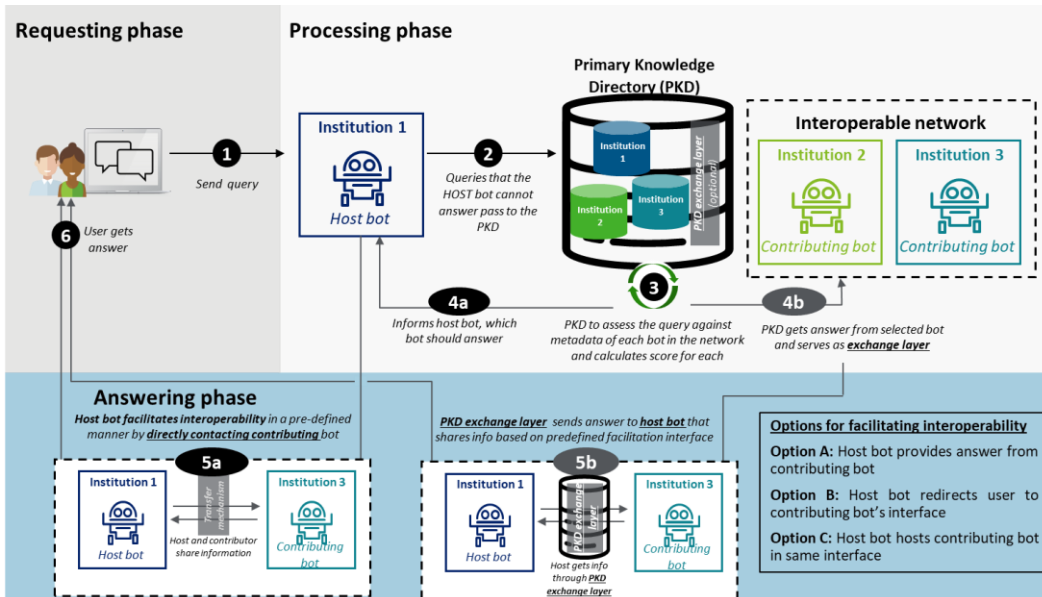 Requesting phase
Processing phase
1
Send query
Institution 1
Host bot
2
Queries that the
HOST bot cannot
answer pass to the
PKD
Primary Knowledge
Directory (PKD)
Institution
1
Institution
2
Institution
3
PKD exchange layer
(optional)
Interoperable network
Institution 2
Contributing bot
Institution 3
Contributing bot
6
User gets
answer
4a
Informs host bot, which
bot should answer
3
PKD to assess the query against
metadata of each bot in the network
and calculates score for each
4b
PKD gets answer from selected bot
and serves as exchange layer
Answering phase
Host bot facilitates interoperability in a pre-defined
manner by directly contacting contributing bot
5a
Institution 1
Host bot
Transfer
mechanism
Host and contributor
share information
Institution 3
Contributing
bot
PKD exchange layer sends answer to host bot that
shares info based on predefined facilitation interface
5b
Institution 1
Host bot
PKD exchange
layer
Host gets info
through PKD
exchange layer
Institution 3
Contributing
bot
Options for facilitating interoperability
Option A: Host bot provides answer from
contributing bot
Option B: Host bot redirects user to
contributing bot's interface
Option C: Host bot hosts contributing bot
in same interface